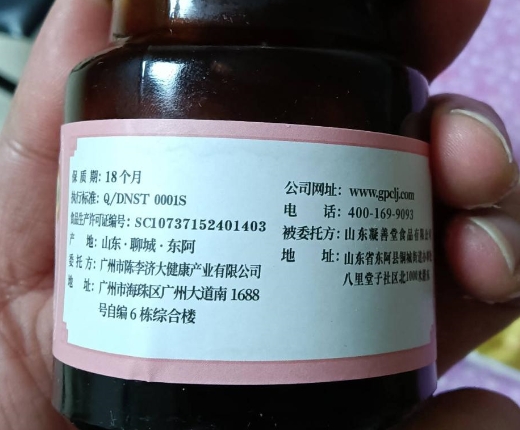 保 质 期: 18个月
执行标准: Q/DNST 0001S
食品生产许可证编号: SC10737152401403
产 地: 山东·聊城·东阿
委 托 方: 广州市陈李济大健康产业有限公司
地 址: 广州市海珠区广州大道南1688
号自编6栋综合楼
公司网址: www.gpclj.com
电 话: 400-169-9093
被委托方: 山东凝善堂食品有限
地 址: 山东省东阿县铜城街道办事处
八里堂子社区北1000米